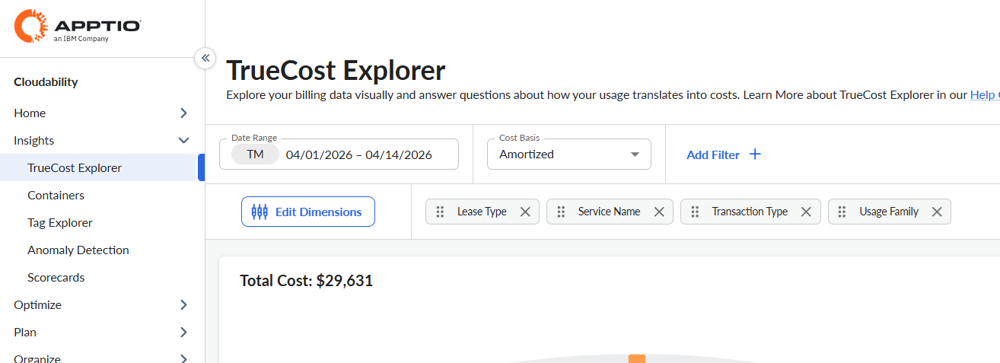 APPTIO
an IBM Company
Cloudability
Home
Insights
TrueCost Explorer
Containers
Tag Explorer
Anomaly Detection
Scorecards
Optimize
Plan
Organize
TrueCost Explorer
Explore your billing data visually and answer questions about how your usage translates into costs. Learn More about TrueCost Explorer in our Help
Date Range
TM 04/01/2026 – 04/14/2026
Cost Basis
Amortized
Add Filter +
Edit Dimensions
Lease Type
Service Name
Transaction Type
Usage Family
Total Cost: $29,631